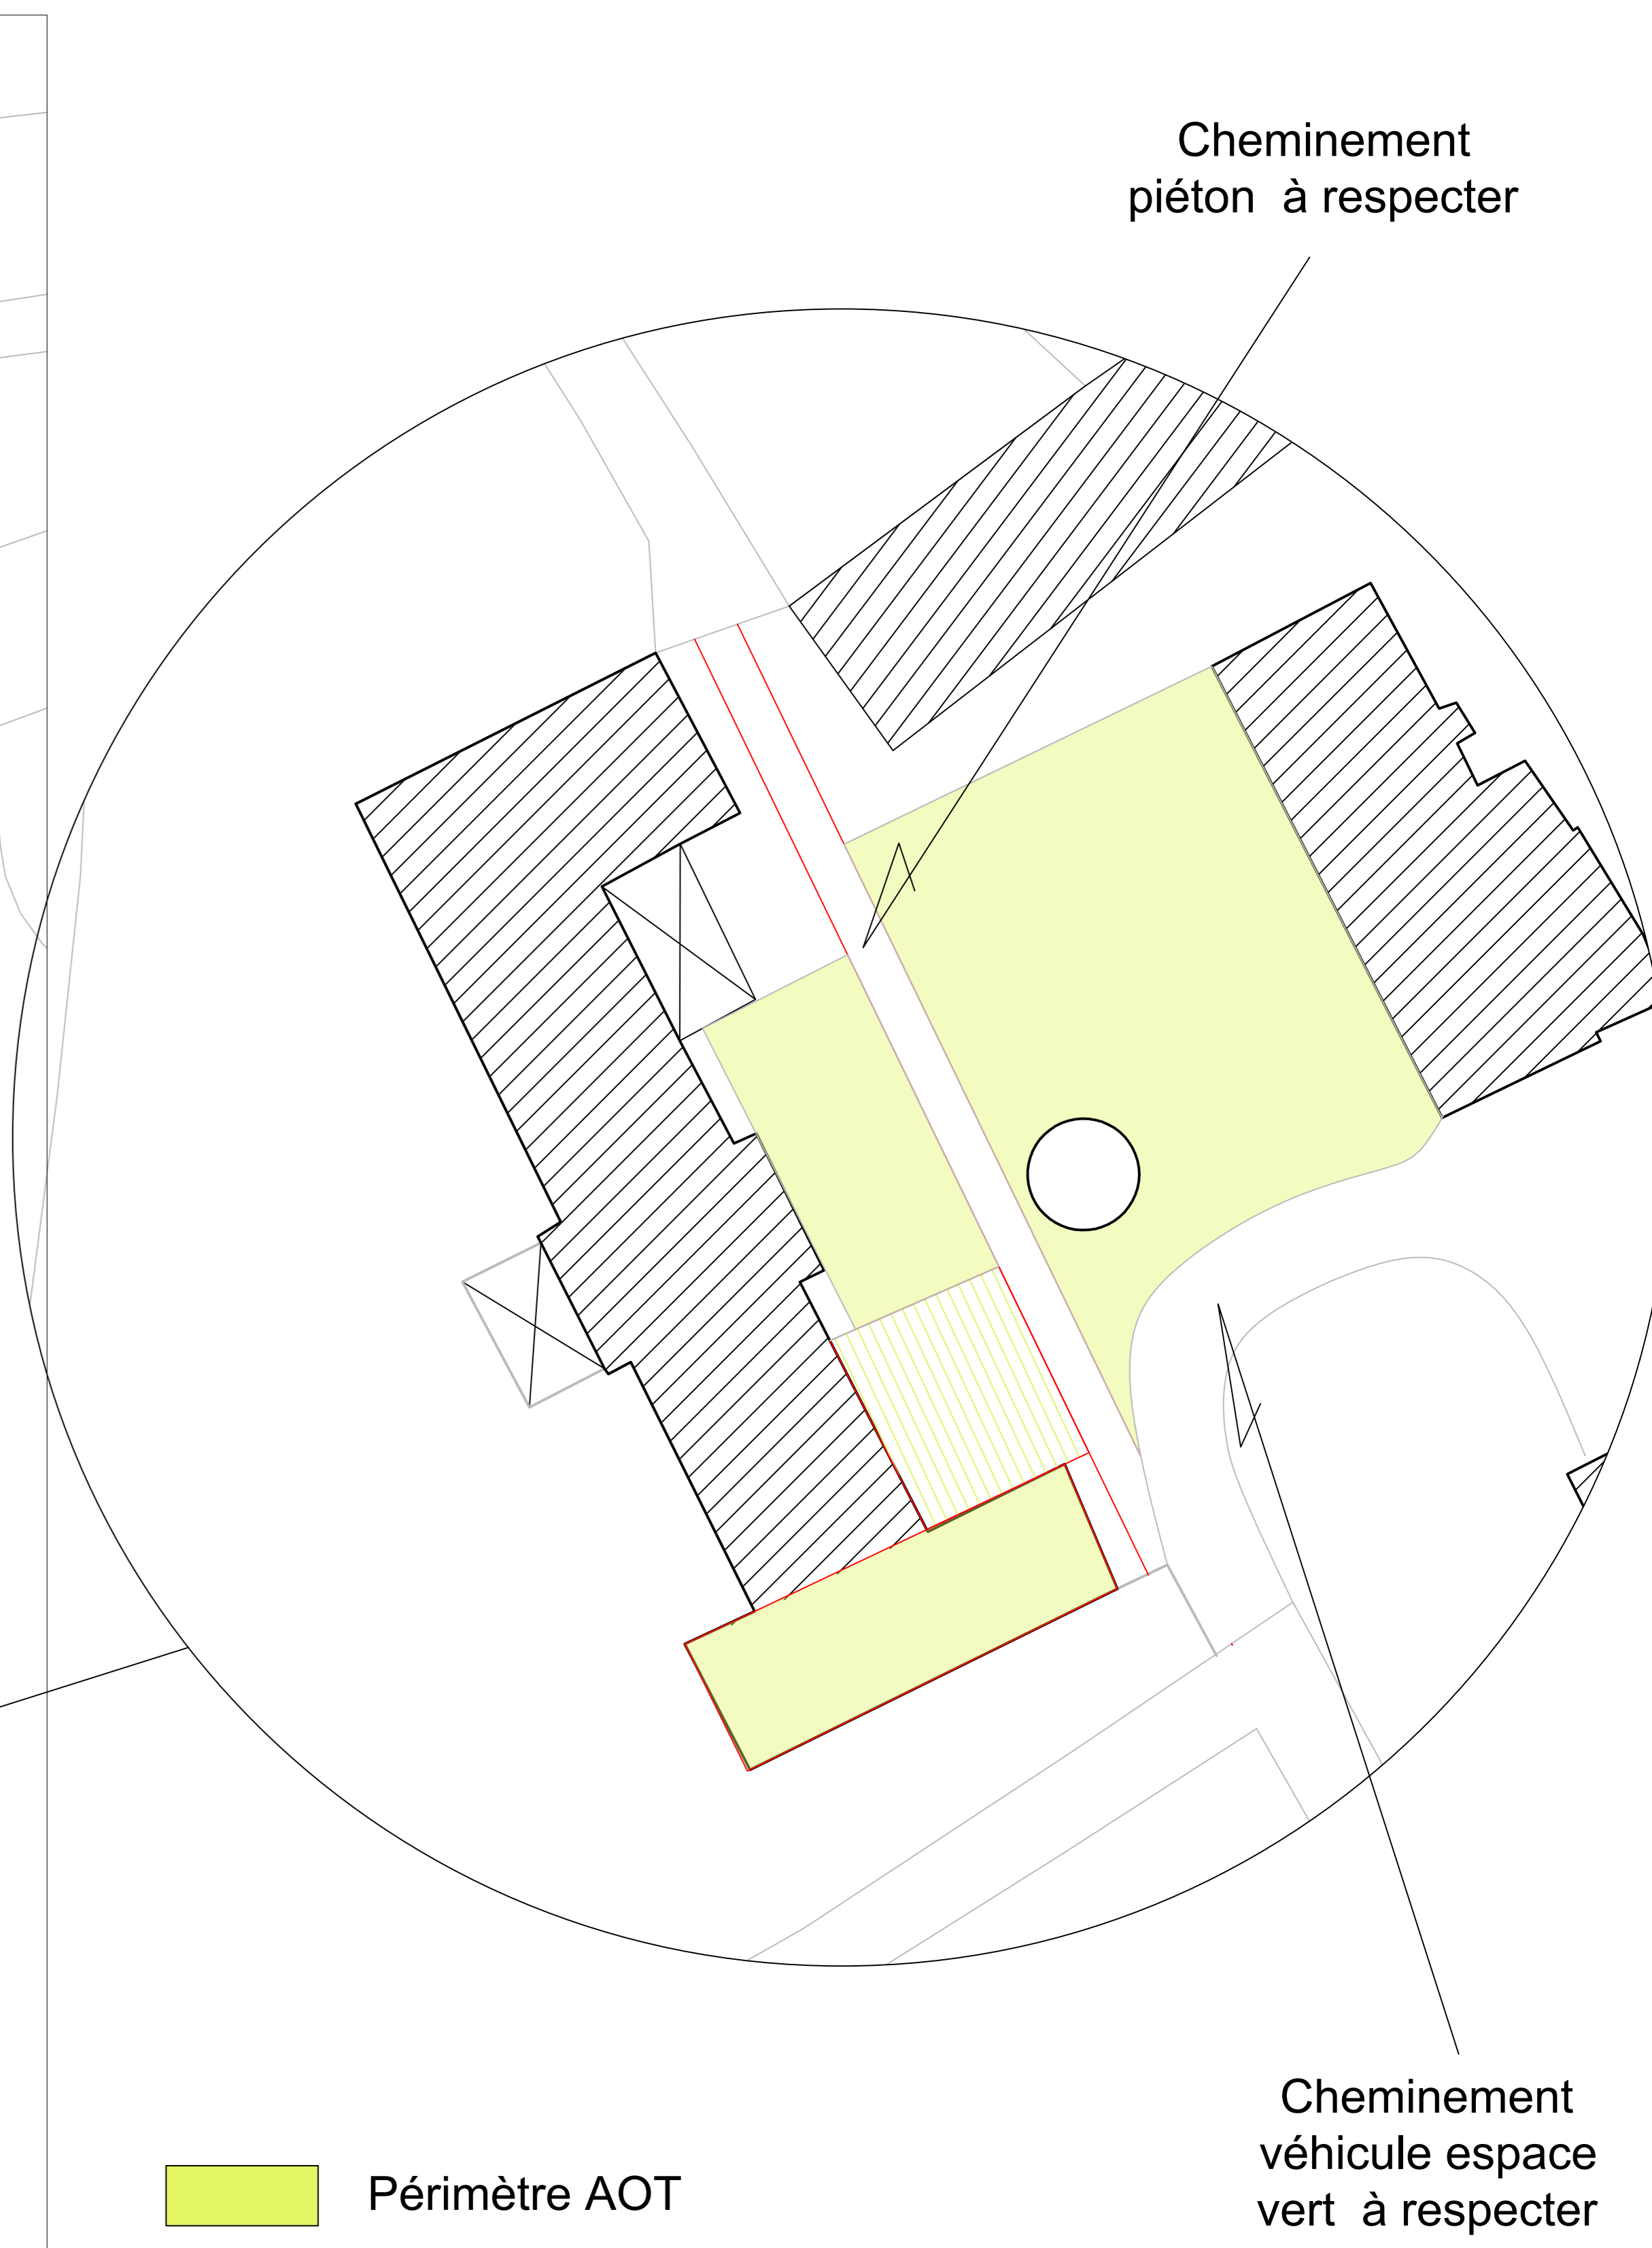 Cheminement
piéton à respecter
Cheminement
véhicule espace
vert à respecter
Périmètre AOT